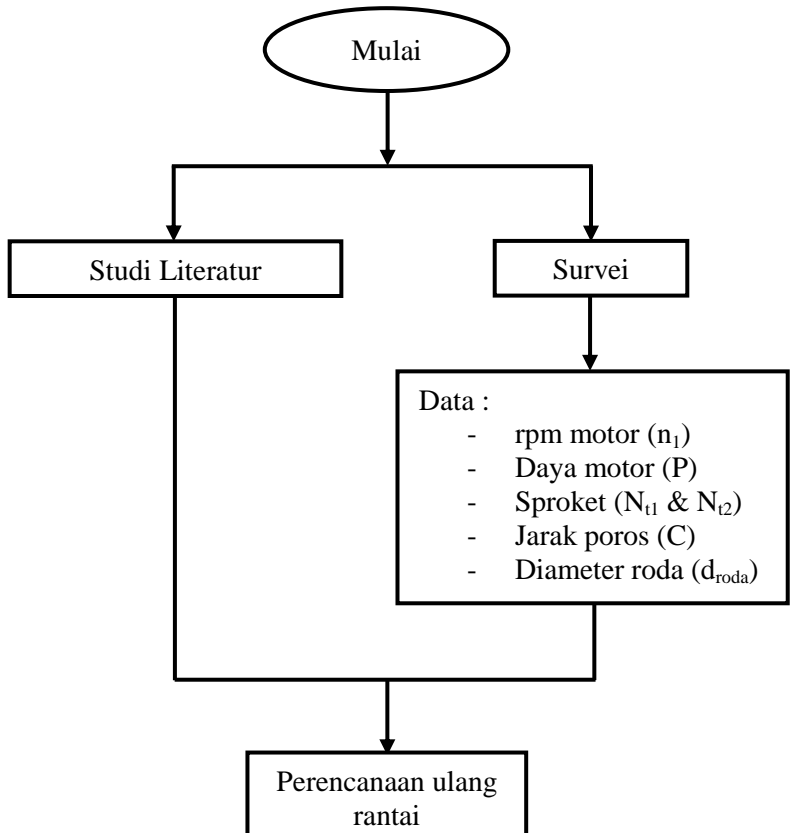 Mulai
Studi Literatur
Survei
Data :
- rpm motor (n₁)
- Daya motor (P)
- Sproket (Nₜ₁ & Nₜ₂)
- Jarak poros (C)
- Diameter roda (d_roda)
Perencanaan ulang
rantai